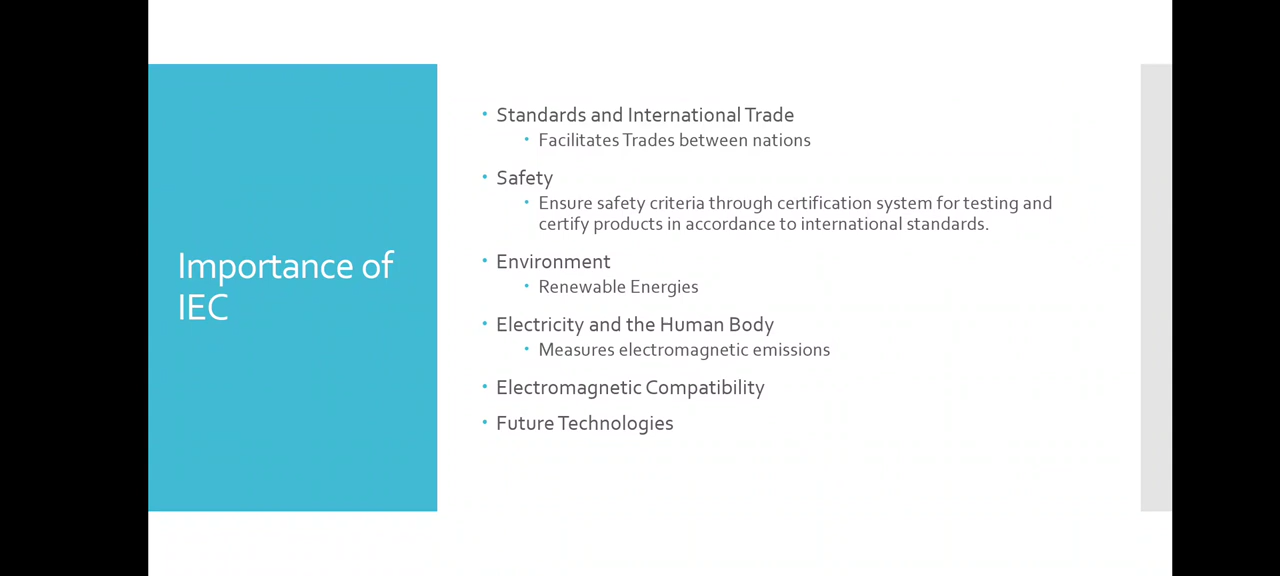 Importance of
IEC
• Standards and International Trade
• Facilitates Trades between nations
• Safety
• Ensure safety criteria through certification system for testing and
certify products in accordance to international standards.
• Environment
• Renewable Energies
• Electricity and the Human Body
• Measures electromagnetic emissions
• Electromagnetic Compatibility
• Future Technologies